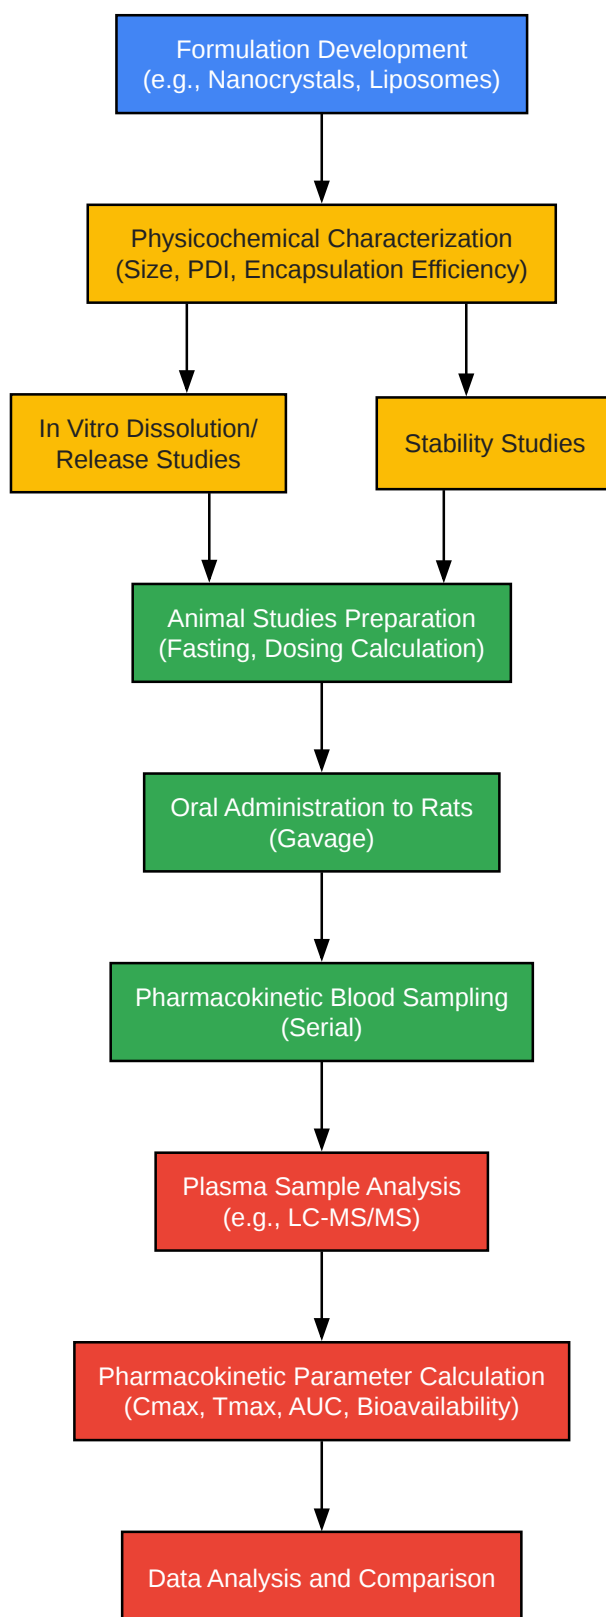 Formulation Development
(e.g., Nanocrystals, Liposomes)
Physicochemical Characterization
(Size, PDI, Encapsulation Efficiency)
In Vitro Dissolution/
Release Studies
Stability Studies
Animal Studies Preparation
(Fasting, Dosing Calculation)
Oral Administration to Rats
(Gavage)
Pharmacokinetic Blood Sampling
(Serial)
Plasma Sample Analysis
(e.g., LC-MS/MS)
Pharmacokinetic Parameter Calculation
(Cmax, Tmax, AUC, Bioavailability)
Data Analysis and Comparison